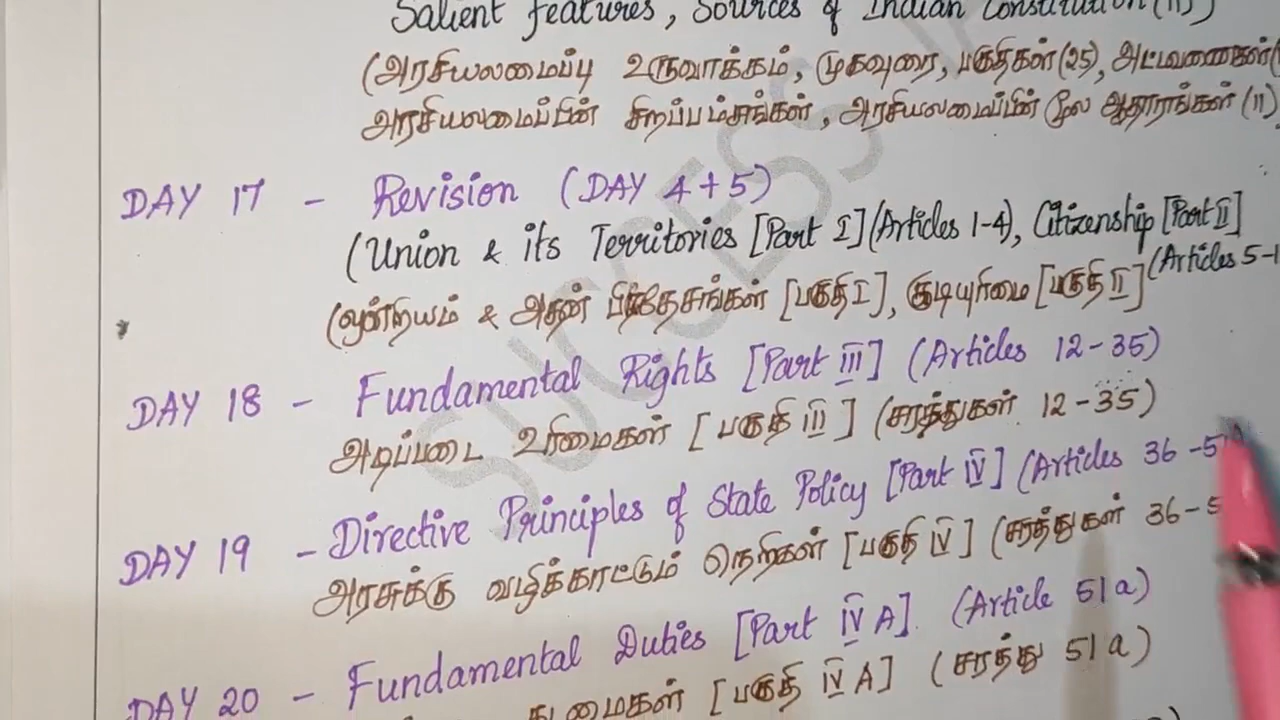 Salient features, Sources of Indian Constitution (11)
(அரசியலமைப்பு உருவாக்கம், முகவுரை, பகுதிகள் (25), அட்டவணைகள் (
அரசியலமைப்பின் சிறப்பம்சங்கள், அரசியலமைப்பின் மூல ஆதாரங்கள் (11)
DAY 17 - Revision (DAY 4 + 5)
(Union & its Territories [Part I] (Articles 1-4), Citizenship [Part II]
(Articles 5-1
(ஒன்றியம் & அதன் பிரதேசங்கள் [பகுதி I], குடியுரிமை [பகுதி II]
DAY 18 - Fundamental Rights [Part III] (Articles 12-35)
அடிப்படை உரிமைகள் [பகுதி III] (சரத்துகள் 12-35)
DAY 19 - Directive Principles of State Policy [Part IV] (Articles 36-51
அரசுக்கு வழிக்காட்டும் நெறிகள் [பகுதி IV] (சரத்துகள் 36-5
DAY 20 - Fundamental Duties [Part IV A] (Article 51a)
[பகுதி IV A] (சரத்து 51a)
SUCCESS